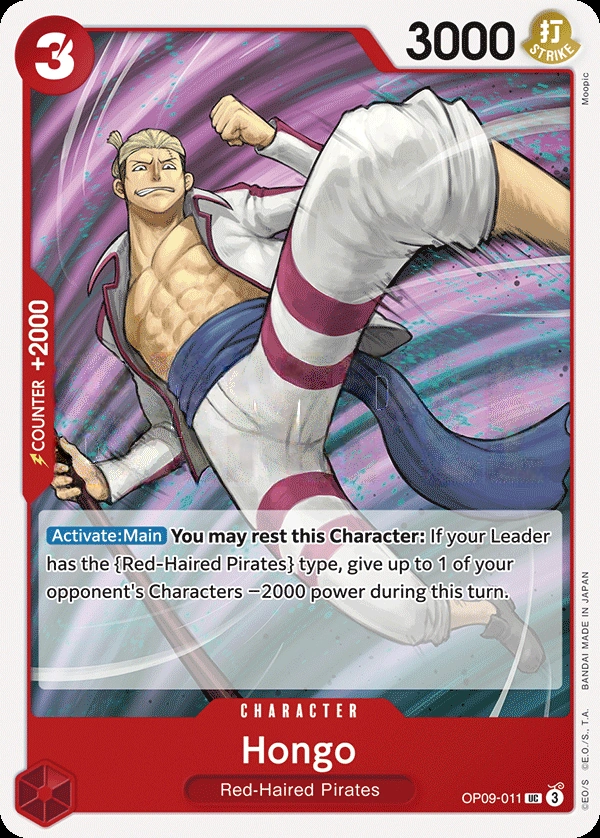 3
3000
打
STRIKE
Moopic
COUNTER +2000
Activate:Main You may rest this Character: If your Leader
has the {Red-Haired Pirates} type, give up to 1 of your
opponent's Characters −2000 power during this turn.
CHARACTER
Hongo
Red-Haired Pirates
OP09-011 UC 3
©E.O/S ©E.O./S., T.A. BANDAI MADE IN JAPAN